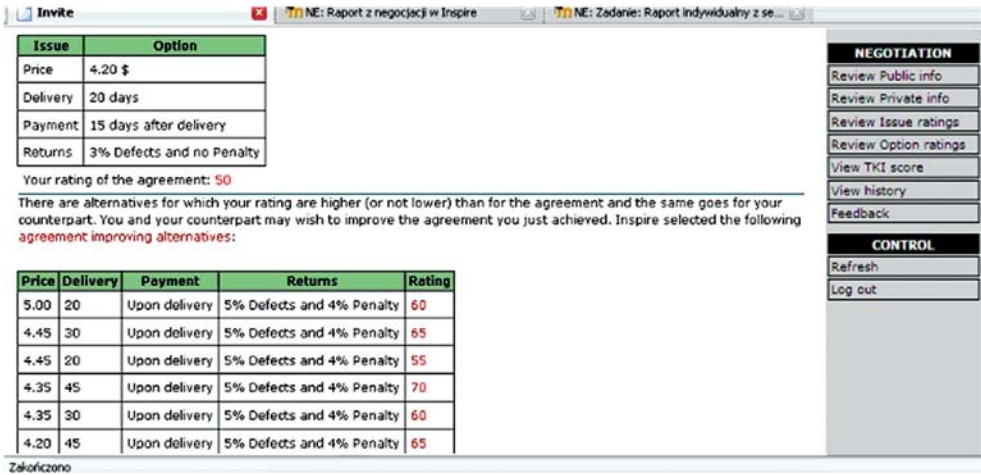 Invite
NE: Raport z negocjacji w Inspire
NE: Zadanie: Raport indywidualny z se...
Issue Option
Price 4.20 $
Delivery 20 days
Payment 15 days after delivery
Returns 3% Defects and no Penalty
Your rating of the agreement: 50
There are alternatives for which your rating are higher (or not lower) than for the agreement and the same goes for your
counterpart. You and your counterpart may wish to improve the agreement you just achieved. Inspire selected the following
agreement improving alternatives:
Price Delivery Payment Returns Rating
5.00 20 Upon delivery 5% Defects and 4% Penalty 60
4.45 30 Upon delivery 5% Defects and 4% Penalty 65
4.45 20 Upon delivery 5% Defects and 4% Penalty 55
4.35 45 Upon delivery 5% Defects and 4% Penalty 70
4.35 30 Upon delivery 5% Defects and 4% Penalty 60
4.20 45 Upon delivery 5% Defects and 4% Penalty 65
NEGOTIATION
Review Public info
Review Private info
Review Issue ratings
Review Option ratings
View TKI score
View history
Feedback
CONTROL
Refresh
Log out
Zakończono